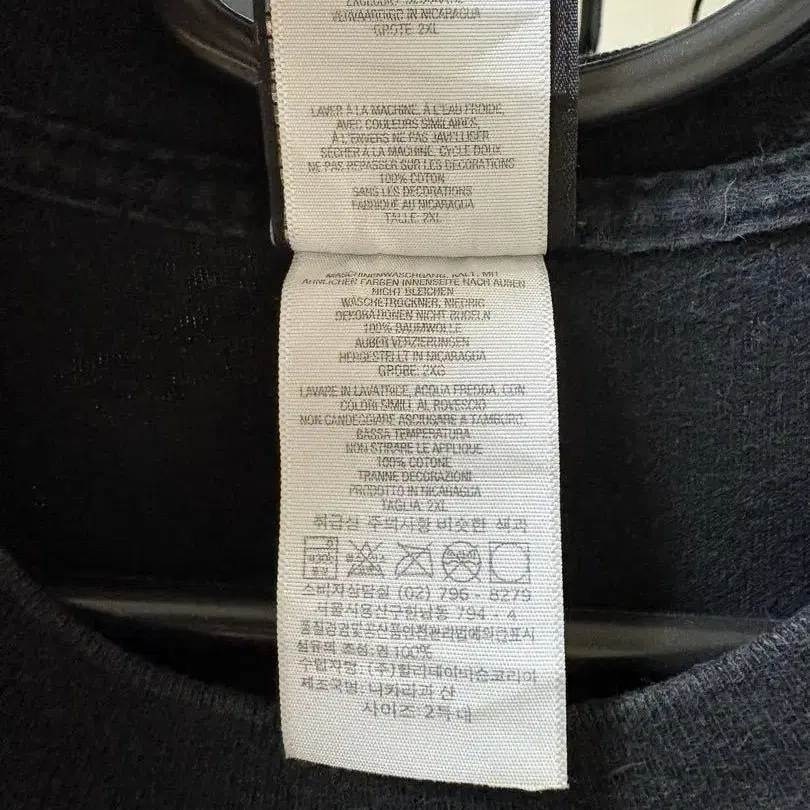 VERVAARDIGD IN NICARAGUA
GROTE 2XL
LAVER À LA MACHINE, À L'EAU FROIDE,
AVEC COULEURS SIMILAIRES,
À L'ENVERS NE PAS JAVELLISER
SÉCHER À LA MACHINE, CYCLE DOUX
NE PAS REPASSER SUR LES DECORATIONS
100% COTON
SANS LES DECORATIONS
FABRIQUE AU NICARAGUA
TALLE: 2XL
MASCHINENWASCHGANG, KALT, MIT
ÄHNLICHEN FARBEN INNENSEITE NACH AUßEN
NICHT BLEICHEN
WÄSCHETROCKNER, NIEDRIG
DEKORATIONEN NICHT BÜGELN
100% BAUMWOLLE
AUßER VERZIERUNGEN
HERGESTELLT IN NICARAGUA
GRÖßE: 2XG
LAVARE IN LAVATRICE, ACQUA FREDDA, CON
COLORI SIMILI, AL ROVESCIO
NON CANDEGGIARE ASCIUGARE A TAMBURO,
BASSA TEMPERATURA
NON STIRARE LE APPLIQUE
100% COTONE
TRANNE DECORAZIONI
PRODOTTO IN NICARAGUA
TAGLIA: 2XL
취급상 주의사항 비슷한 색과
소비자상담실 (02) 796 - 8279
서울시용산구한남동 794 - 4
품질경영및공산품안전관리법에의한표시
섬유의 조성: 면 100%
수입자명: (주)할리데이비슨코리아
제조국명: 니카라과 산
사이즈: 2특대